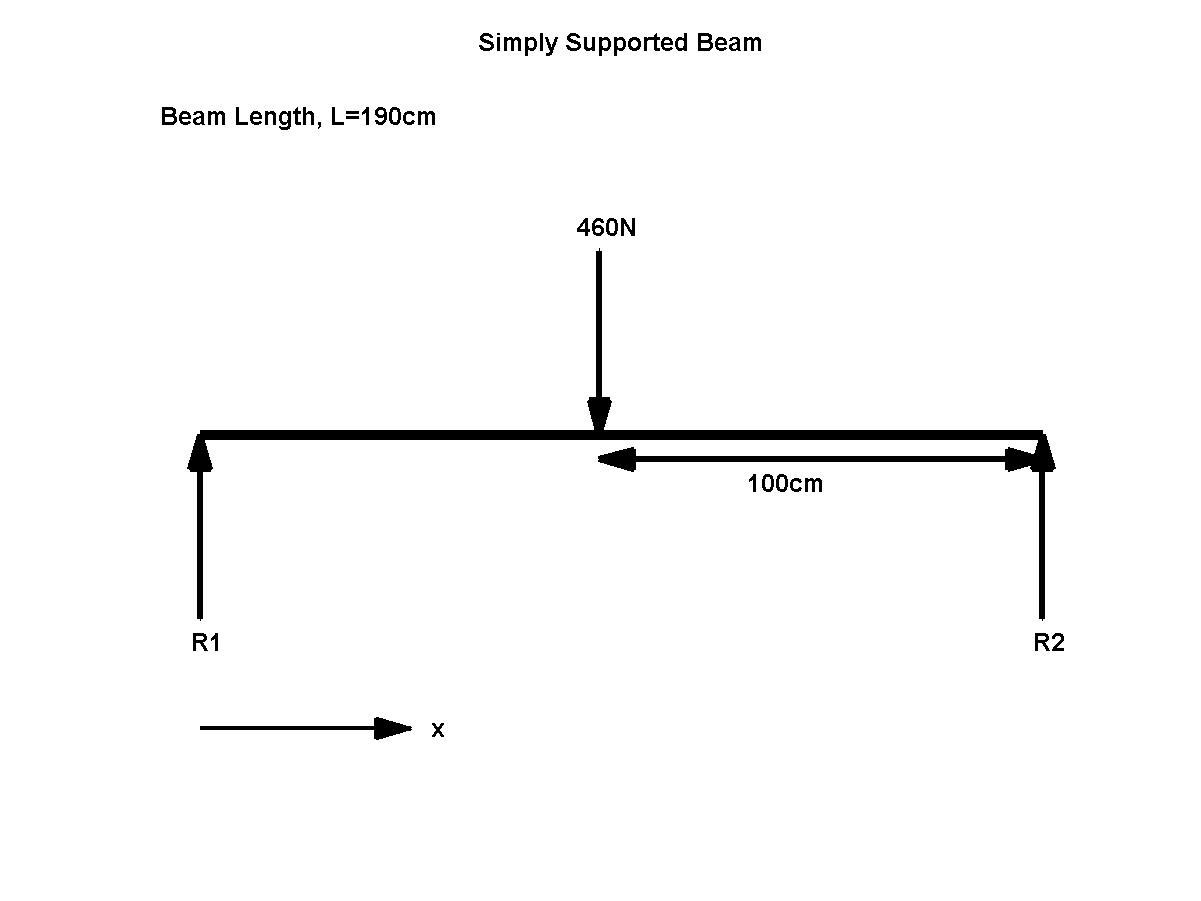 Simply Supported Beam
Beam Length, L=190cm
460N
100cm
R1
R2
x